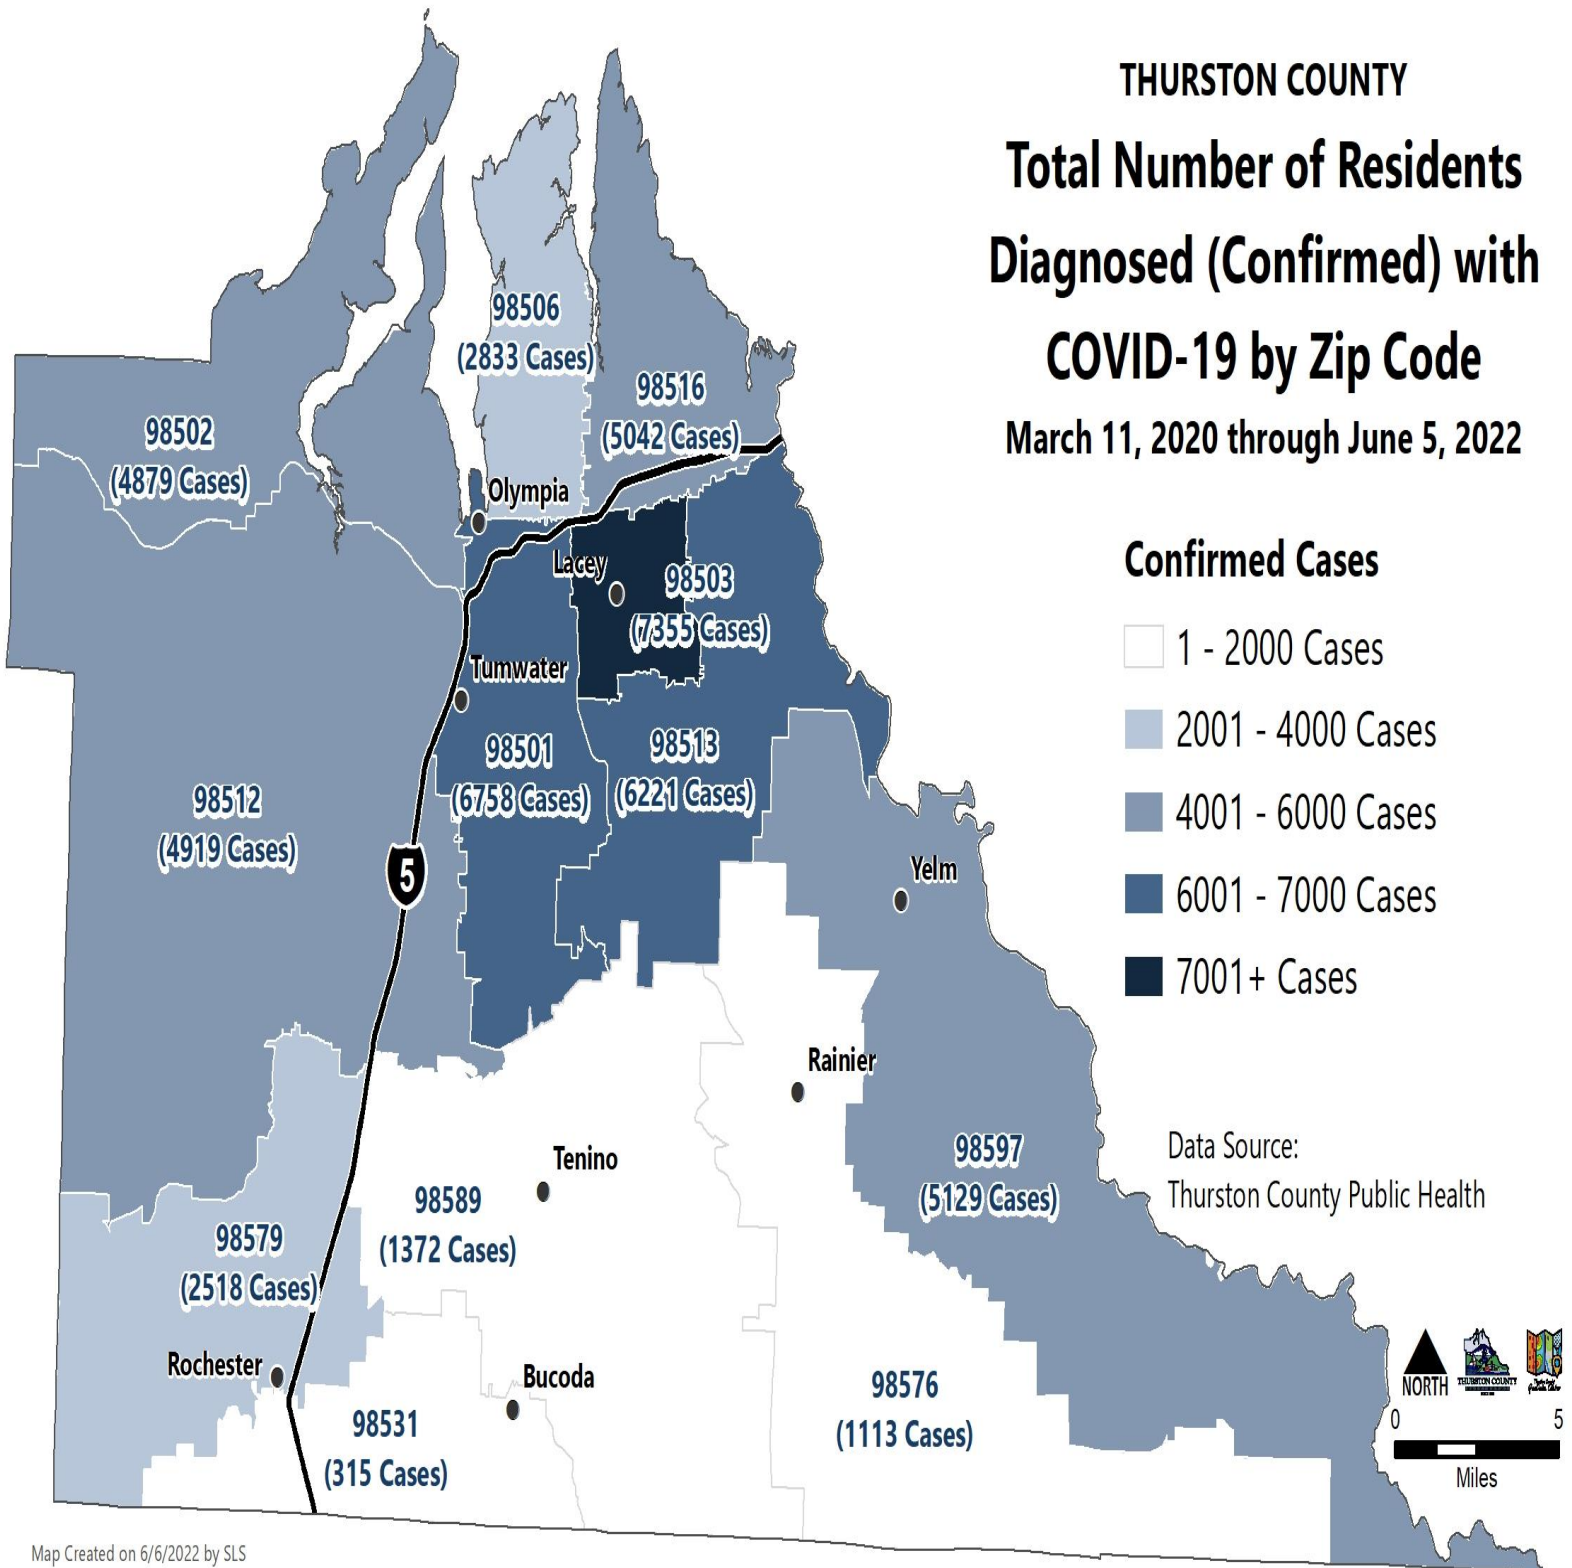 THURSTON COUNTY
Total Number of Residents
Diagnosed (Confirmed) with
COVID-19 by Zip Code
March 11, 2020 through June 5, 2022
98506
(2833 Cases)
98516
(5042 Cases)
98502
(4879 Cases)
Olympia
Lacey
98503
(7355 Cases)
Tumwater
98501
(6758 Cases)
98513
(6221 Cases)
98512
(4919 Cases)
5
Yelm
Rainier
Tenino
98597
(5129 Cases)
98589
(1372 Cases)
98579
(2518 Cases)
Rochester
Bucoda
98531
(315 Cases)
98576
(1113 Cases)
Confirmed Cases
1 - 2000 Cases
2001 - 4000 Cases
4001 - 6000 Cases
6001 - 7000 Cases
7001+ Cases
Data Source:
Thurston County Public Health
NORTH
THURSTON COUNTY
0 5
Miles
Map Created on 6/6/2022 by SLS